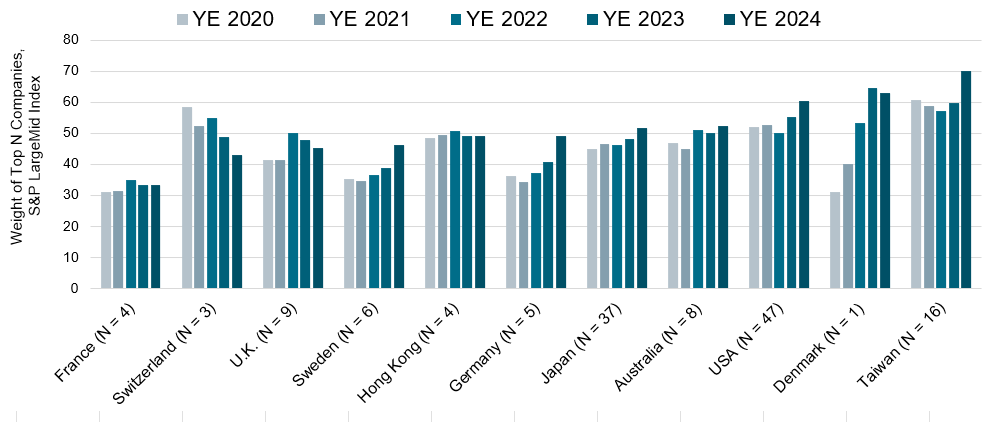 YE 2020 YE 2021 YE 2022 YE 2023 YE 2024
Weight of Top N Companies,
S&P LargeMid Index
80
70
60
50
40
30
20
10
0
France (N = 4)
Switzerland (N = 3)
U.K. (N = 9)
Sweden (N = 6)
Hong Kong (N = 4)
Germany (N = 5)
Japan (N = 37)
Australia (N = 8)
USA (N = 47)
Denmark (N = 1)
Taiwan (N = 16)